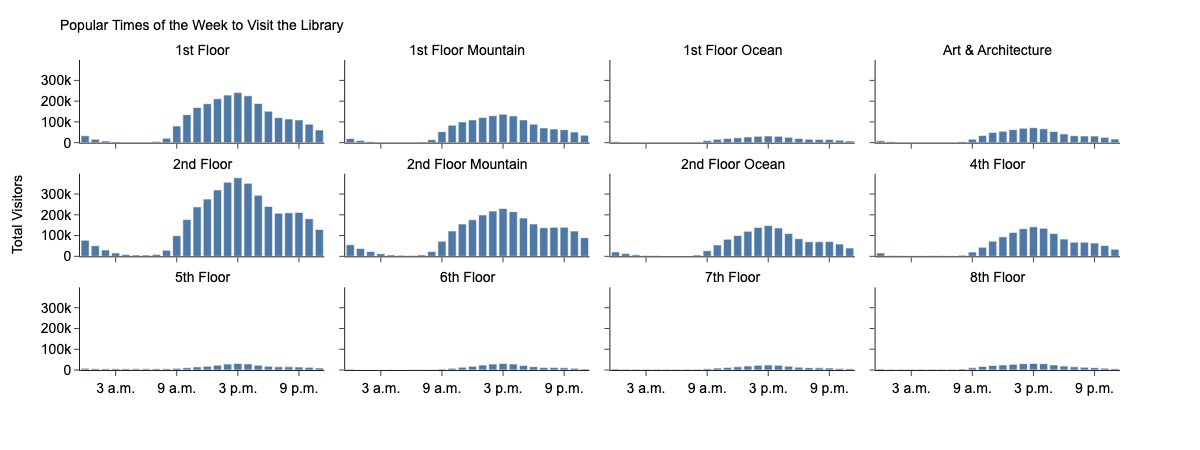 Popular Times of the Week to Visit the Library
1st Floor
1st Floor Mountain
1st Floor Ocean
Art & Architecture
300k
200k
100k
0
2nd Floor
2nd Floor Mountain
2nd Floor Ocean
4th Floor
Total Visitors
300k
200k
100k
0
5th Floor
6th Floor
7th Floor
8th Floor
300k
200k
100k
0
3 a.m. 9 a.m. 3 p.m. 9 p.m. 3 a.m. 9 a.m. 3 p.m. 9 p.m. 3 a.m. 9 a.m. 3 p.m. 9 p.m. 3 a.m. 9 a.m. 3 p.m. 9 p.m.